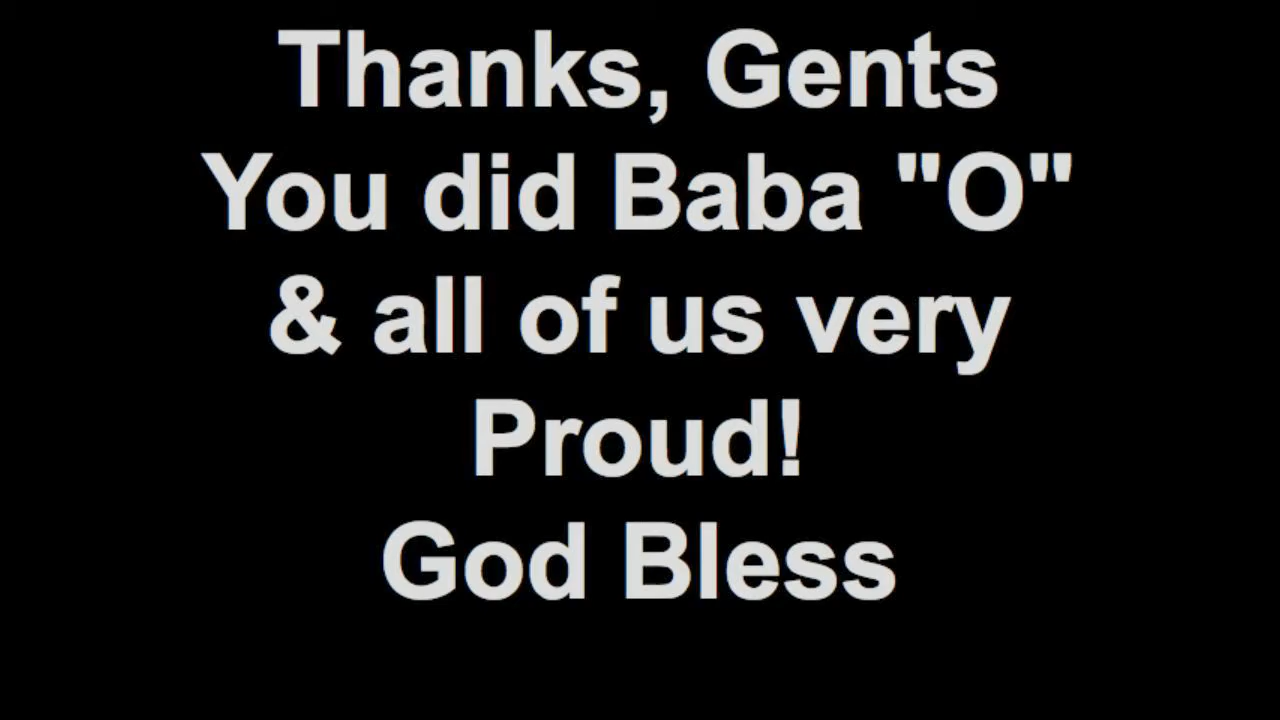 Thanks, Gents
You did Baba "O"
& all of us very
Proud!
God Bless